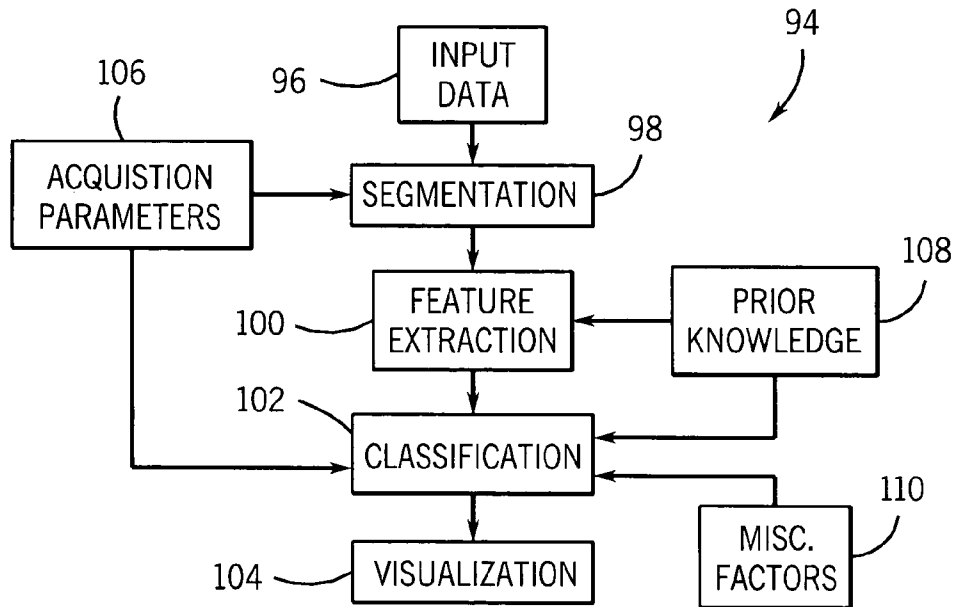 94
INPUT
DATA
96
106
98
ACQUISTION
PARAMETERS
SEGMENTATION
108
100
FEATURE
EXTRACTION
PRIOR
KNOWLEDGE
102
CLASSIFICATION
110
MISC.
FACTORS
104
VISUALIZATION